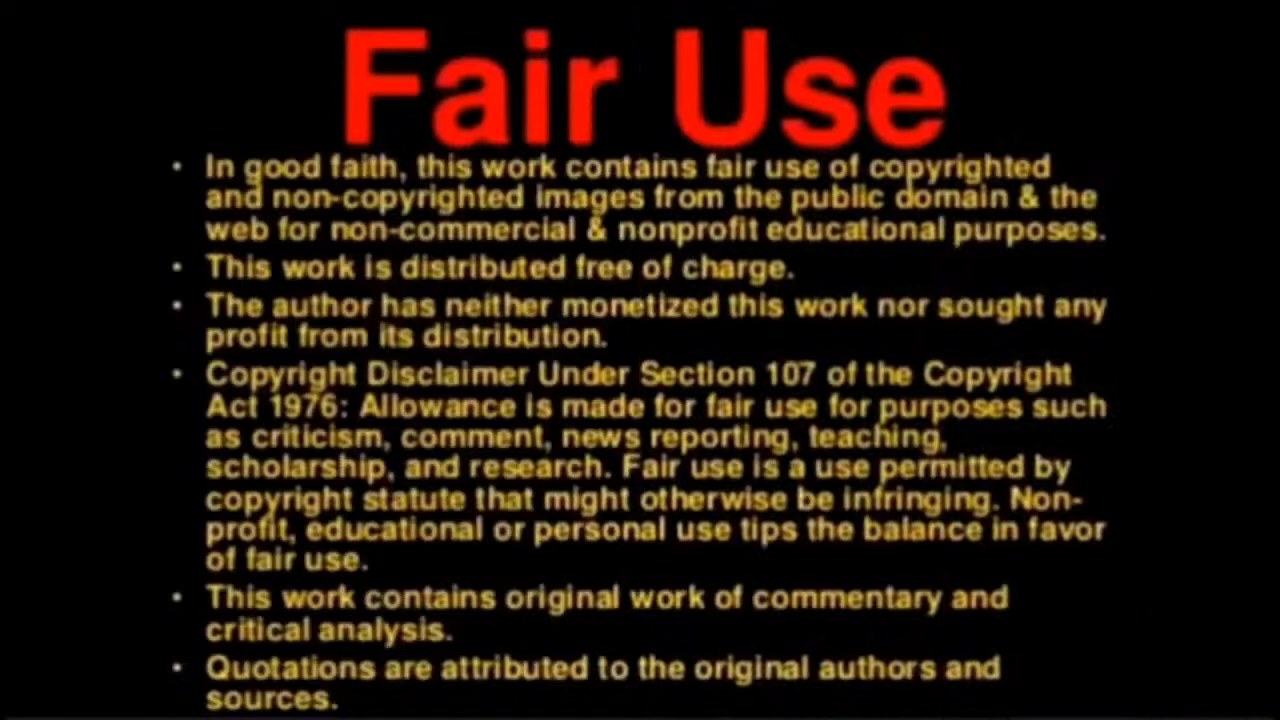 Fair Use
• In good faith, this work contains fair use of copyrighted
and non-copyrighted images from the public domain & the
web for non-commercial & nonprofit educational purposes.
• This work is distributed free of charge.
• The author has neither monetized this work nor sought any
profit from its distribution.
• Copyright Disclaimer Under Section 107 of the Copyright
Act 1976: Allowance is made for fair use for purposes such
as criticism, comment, news reporting, teaching,
scholarship, and research. Fair use is a use permitted by
copyright statute that might otherwise be infringing. Non-
profit, educational or personal use tips the balance in favor
of fair use.
• This work contains original work of commentary and
critical analysis.
• Quotations are attributed to the original authors and
sources.